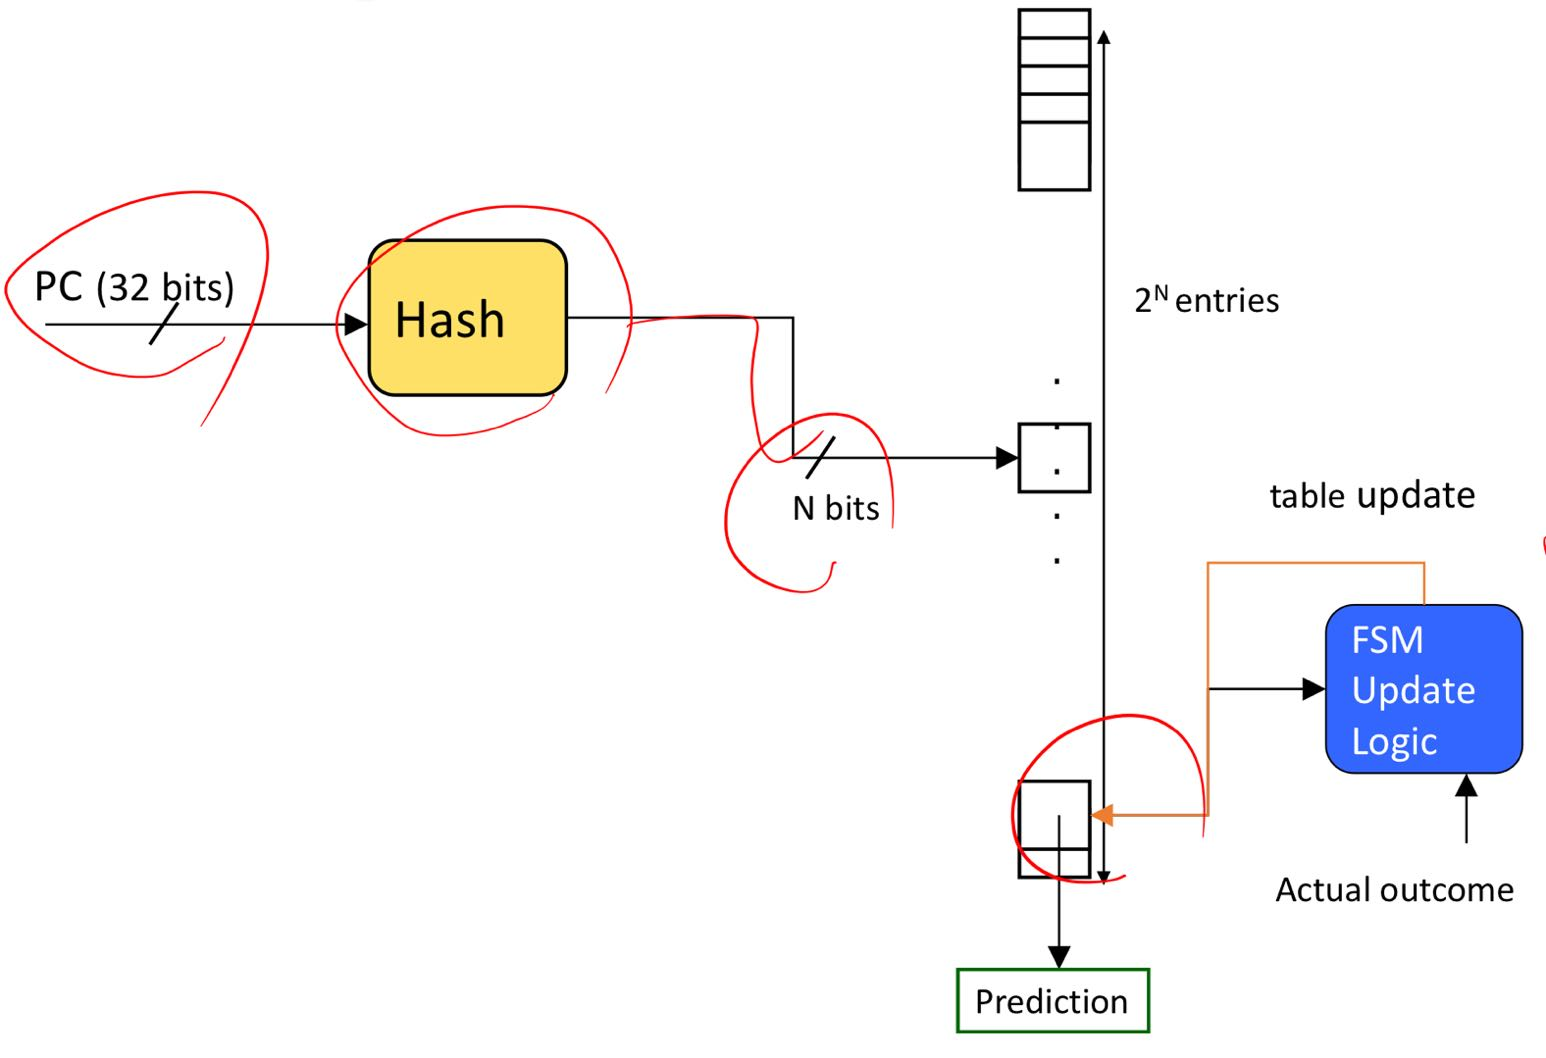 PC (32 bits)
Hash
2ᴺ entries
N bits
table update
FSM
Update
Logic
Actual outcome
Prediction